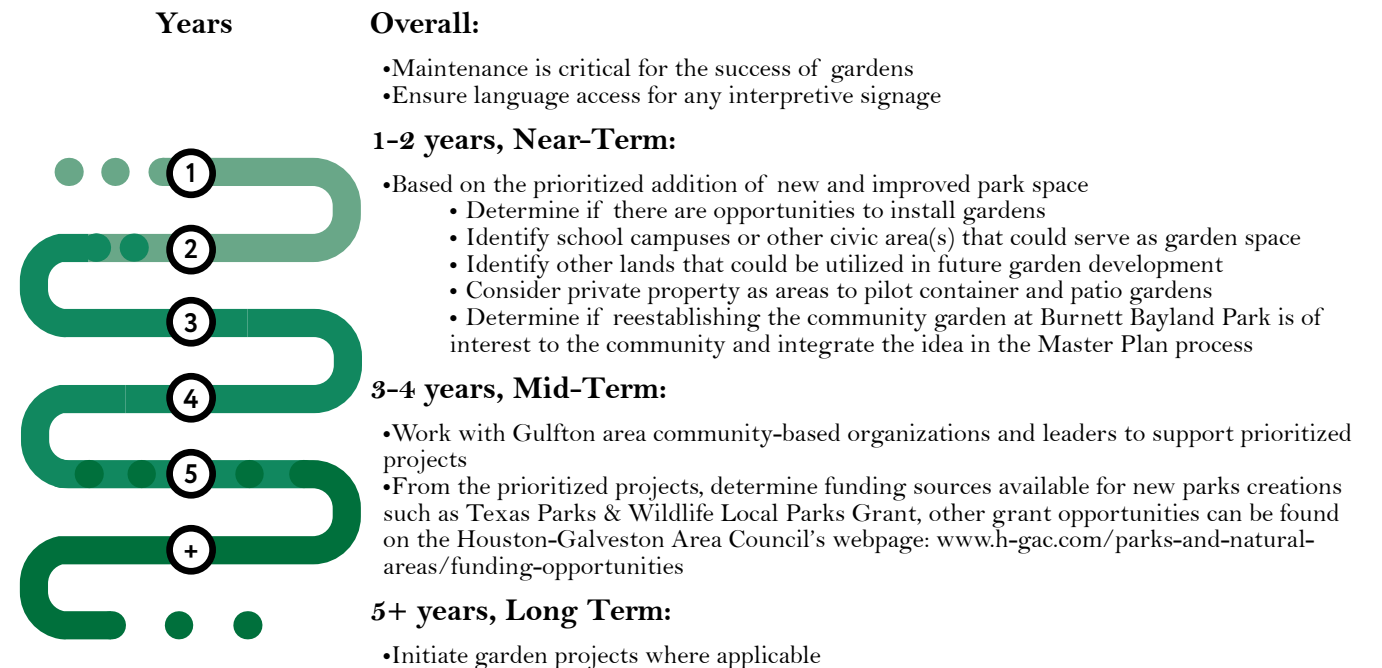 Years
Overall:
•Maintenance is critical for the success of gardens
•Ensure language access for any interpretive signage
1-2 years, Near-Term:
•Based on the prioritized addition of new and improved park space
• Determine if there are opportunities to install gardens
• Identify school campuses or other civic area(s) that could serve as garden space
• Identify other lands that could be utilized in future garden development
• Consider private property as areas to pilot container and patio gardens
• Determine if reestablishing the community garden at Burnett Bayland Park is of
interest to the community and integrate the idea in the Master Plan process
3-4 years, Mid-Term:
•Work with Gulfton area community-based organizations and leaders to support prioritized
projects
•From the prioritized projects, determine funding sources available for new parks creations
such as Texas Parks & Wildlife Local Parks Grant, other grant opportunities can be found
on the Houston-Galveston Area Council's webpage: www.h-gac.com/parks-and-natural-
areas/funding-opportunities
5+ years, Long Term:
•Initiate garden projects where applicable
1
2
3
4
5
+